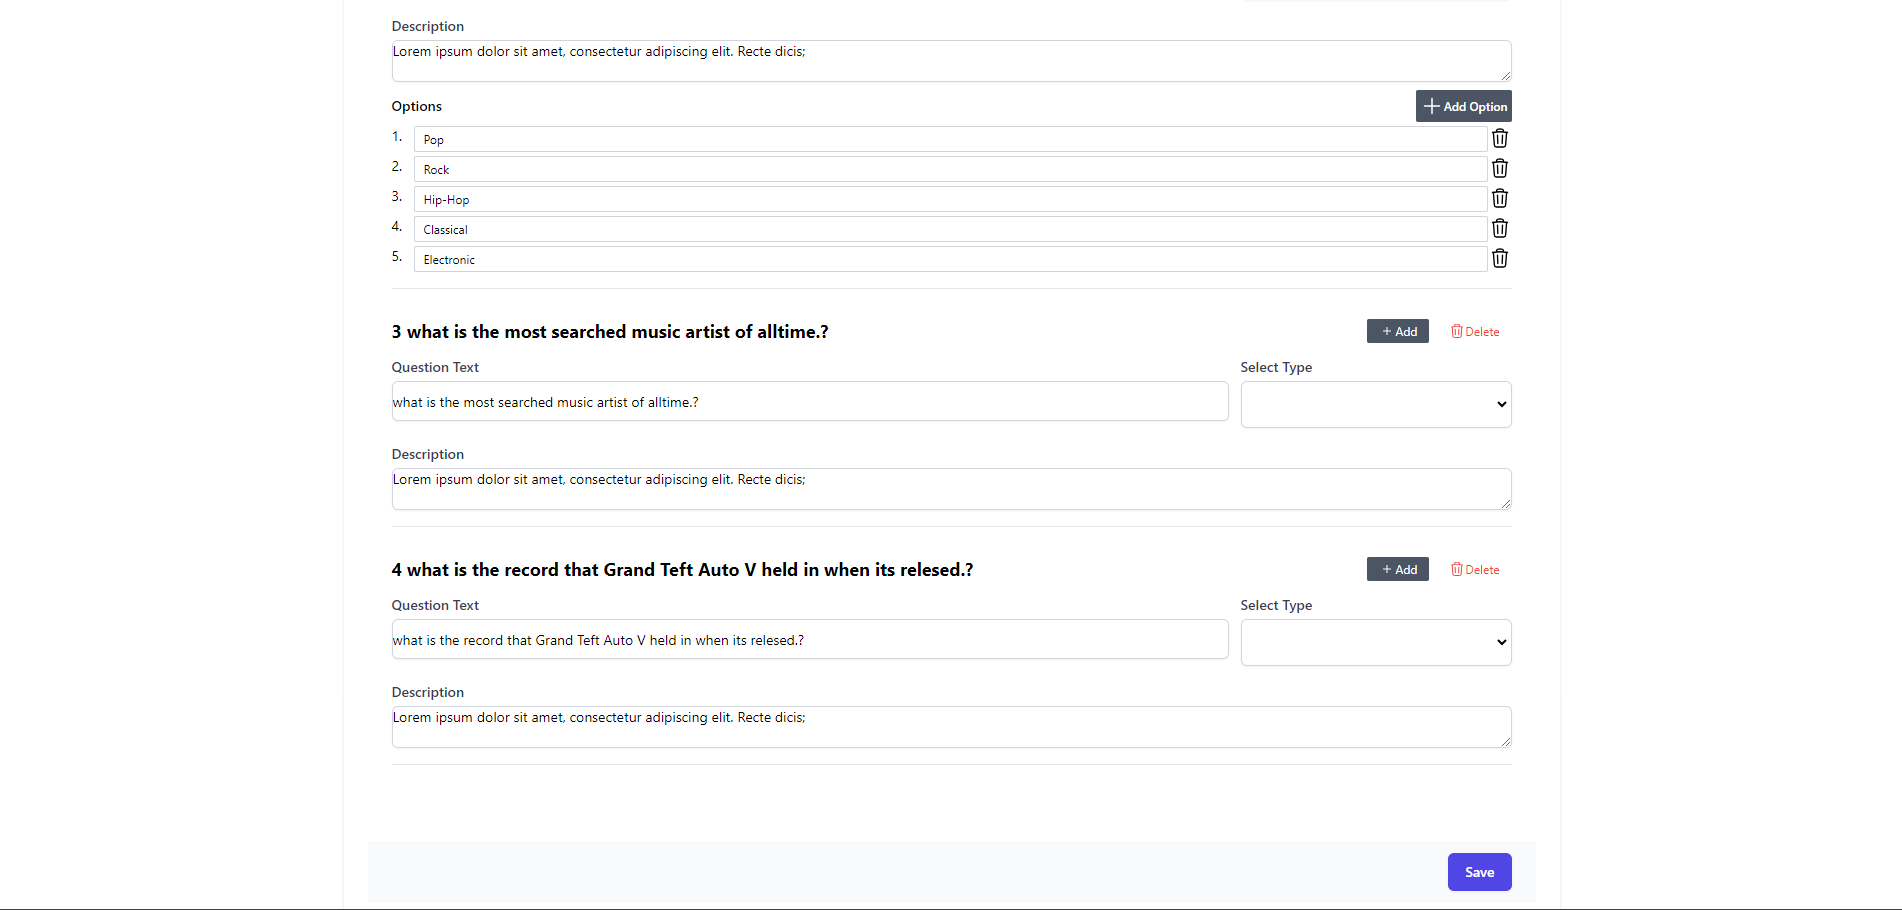 Description
Lorem ipsum dolor sit amet, consectetur adipiscing elit. Recte dicis;
Options
Add Option
1. Pop
2. Rock
3. Hip-Hop
4. Classical
5. Electronic
3 what is the most searched music artist of alltime.?
+ Add
Delete
Question Text
Select Type
what is the most searched music artist of alltime.?
Description
Lorem ipsum dolor sit amet, consectetur adipiscing elit. Recte dicis;
4 what is the record that Grand Teft Auto V held in when its relesed.?
+ Add
Delete
Question Text
Select Type
what is the record that Grand Teft Auto V held in when its relesed.?
Description
Lorem ipsum dolor sit amet, consectetur adipiscing elit. Recte dicis;
Save